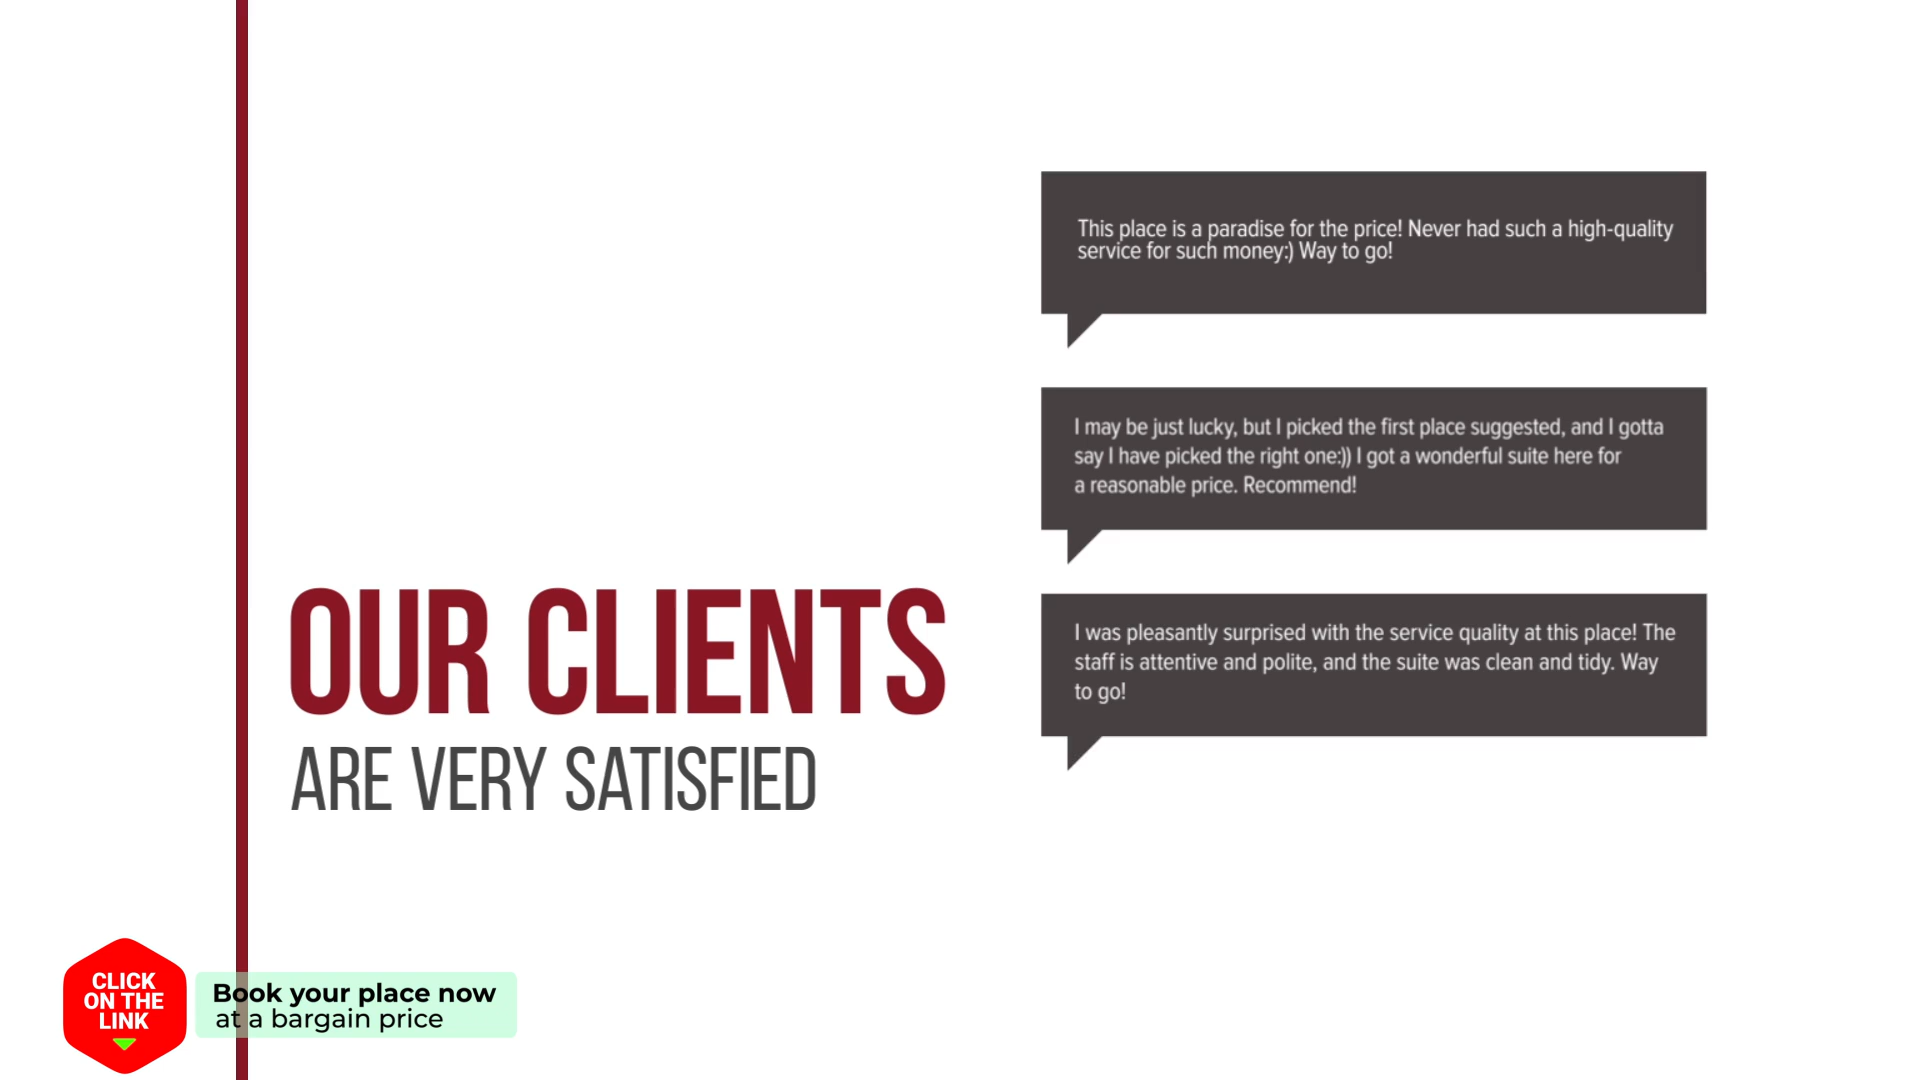 This place is a paradise for the price! Never had such a high-quality
service for such money:) Way to go!
I may be just lucky, but I picked the first place suggested, and I gotta
say I have picked the right one:)) I got a wonderful suite here for
a reasonable price. Recommend!
I was pleasantly surprised with the service quality at this place! The
staff is attentive and polite, and the suite was clean and tidy. Way
to go!
OUR CLIENTS
ARE VERY SATISFIED
CLICK
ON THE
LINK
Book your place now
at a bargain price